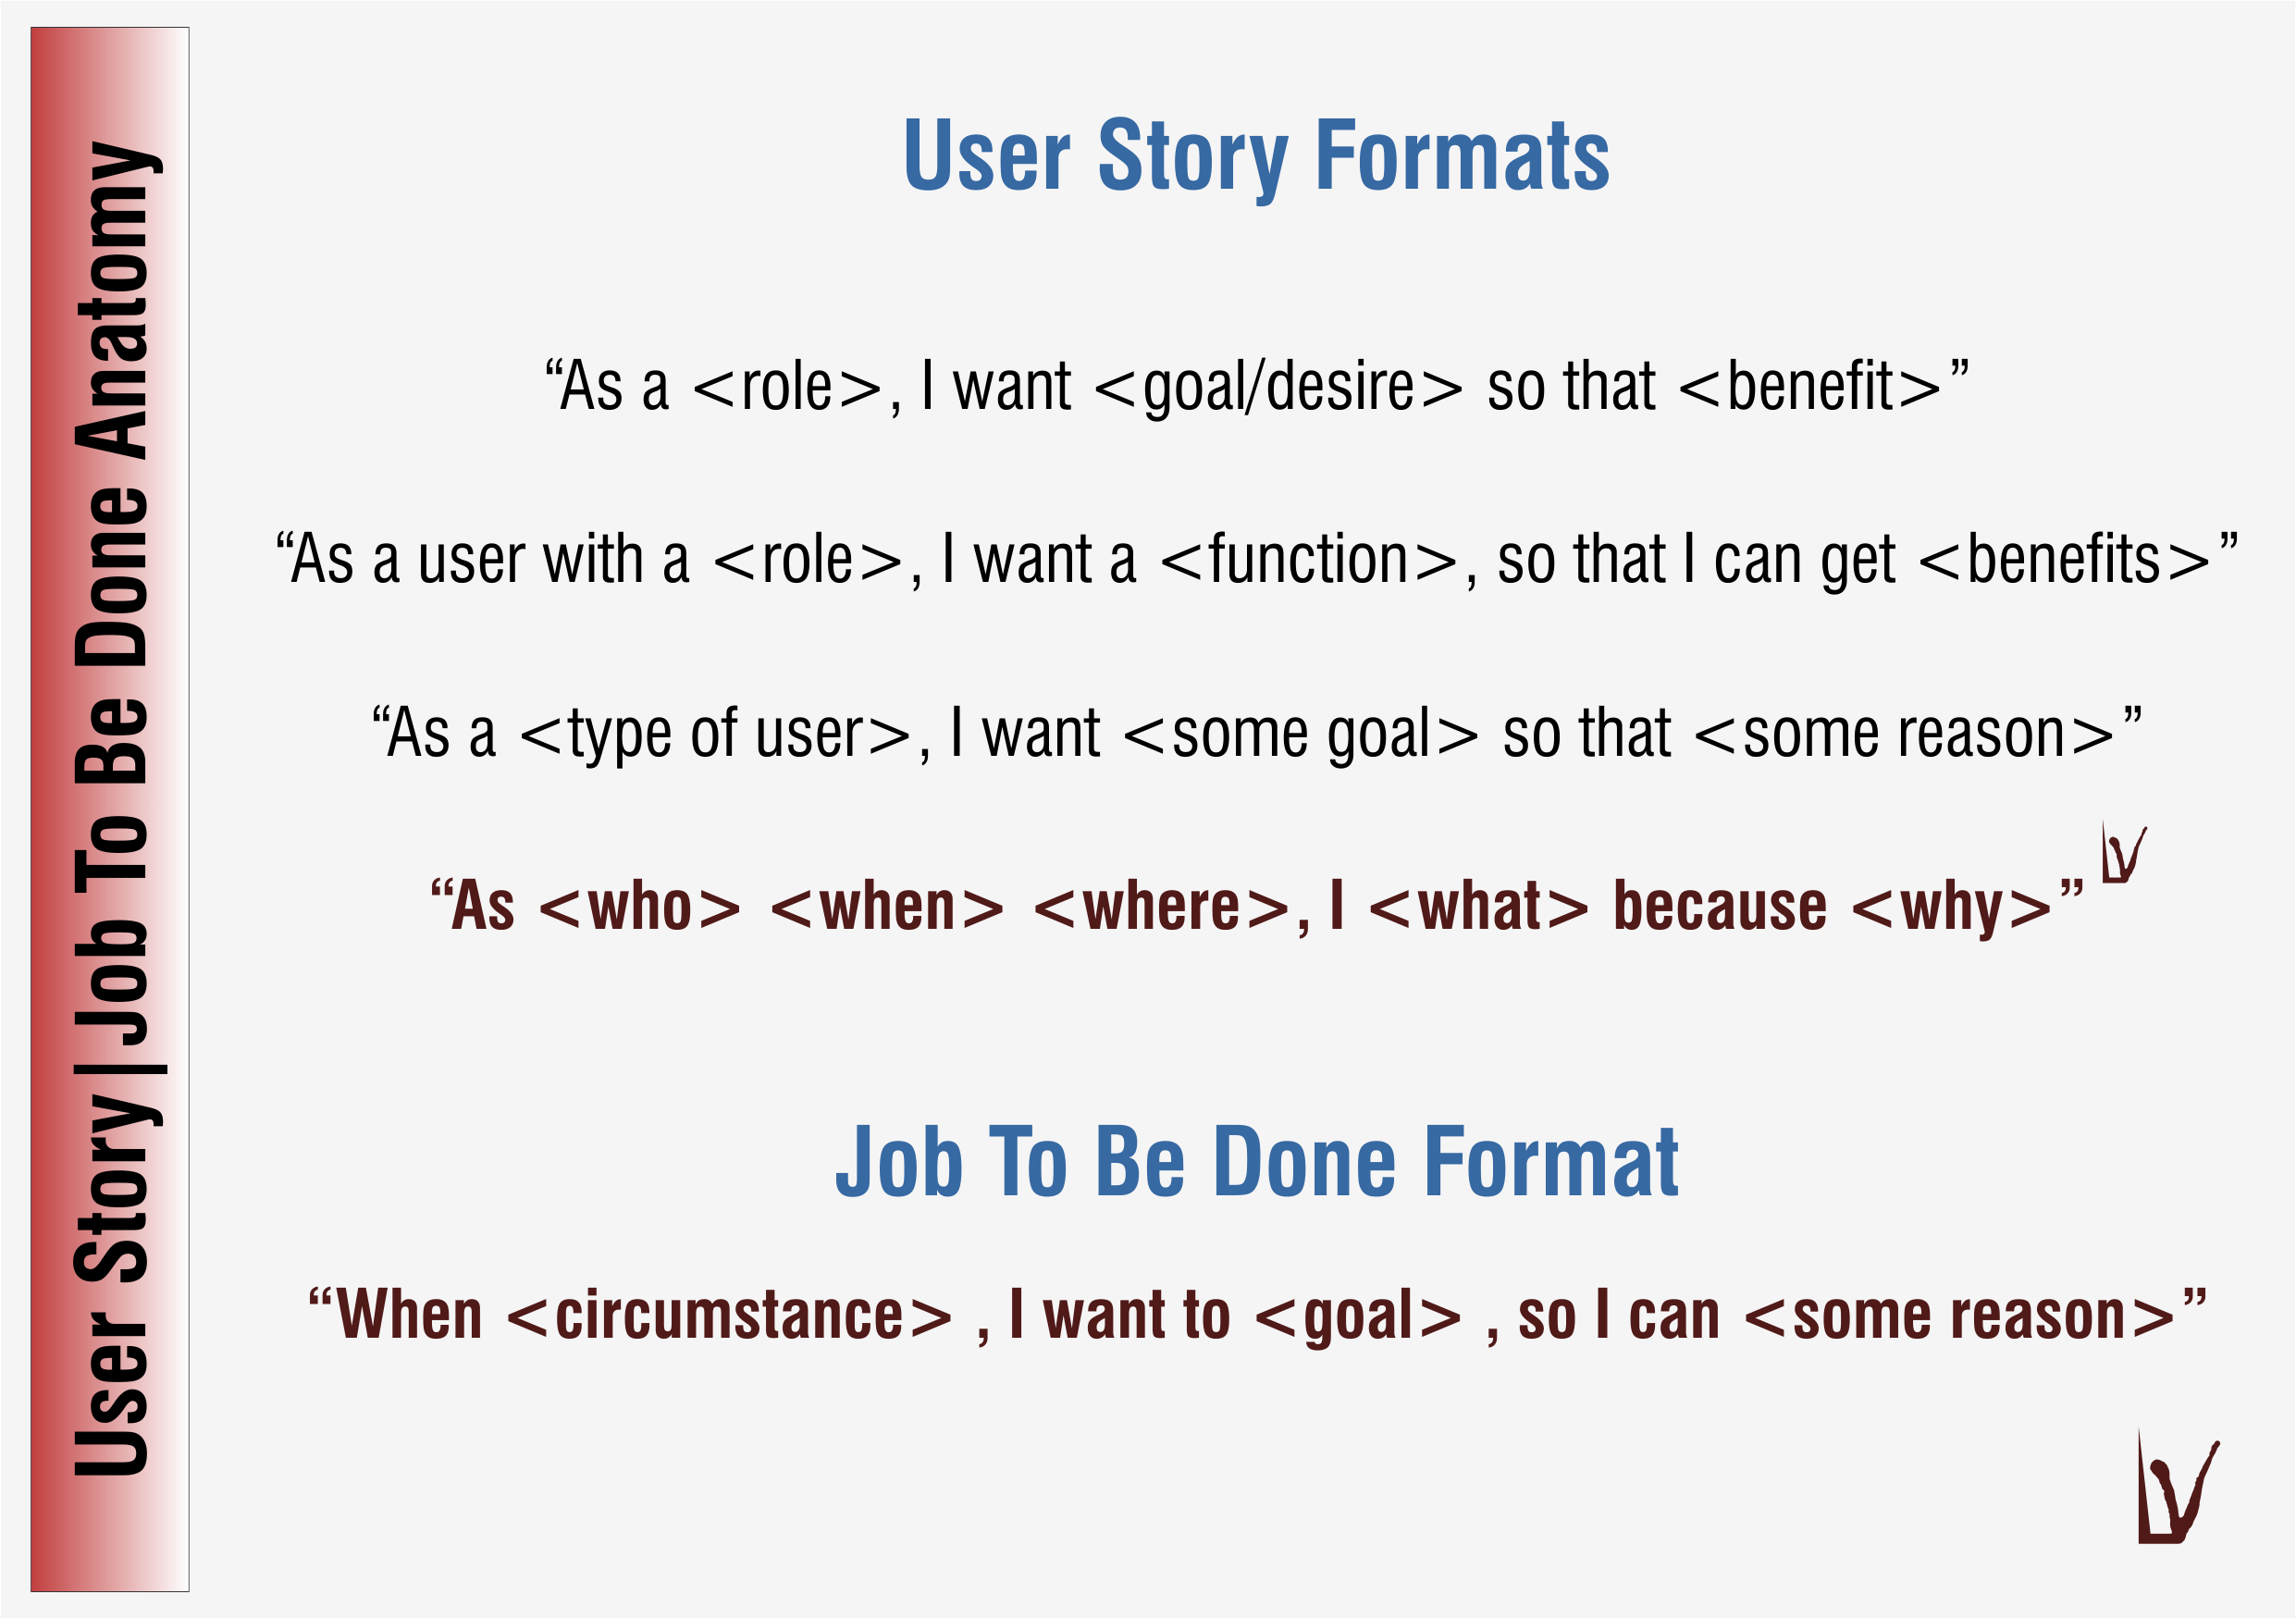 User Story | Job To Be Done Anatomy
User Story Formats
“As a <role>, I want <goal/desire> so that <benefit>”
“As a user with a <role>, I want a <function>, so that I can get <benefits>”
“As a <type of user>, I want <some goal> so that <some reason>”
“As <who> <when> <where>, I <what> because <why>”
Job To Be Done Format
“When <circumstance> , I want to <goal> , so I can <some reason>”